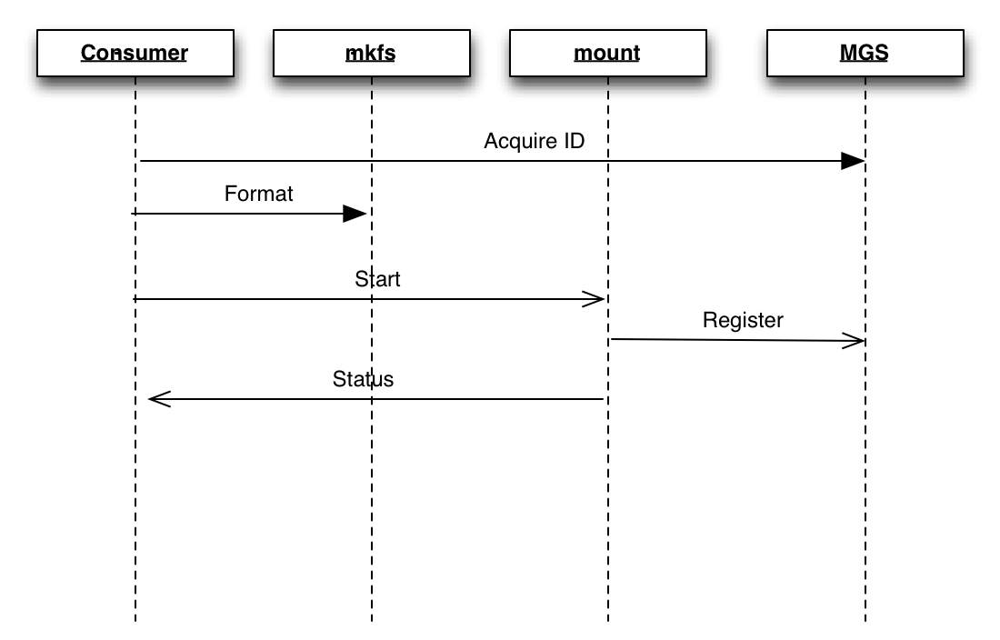 Consumer
mkfs
mount
MGS
Acquire ID
Format
Start
Register
Status